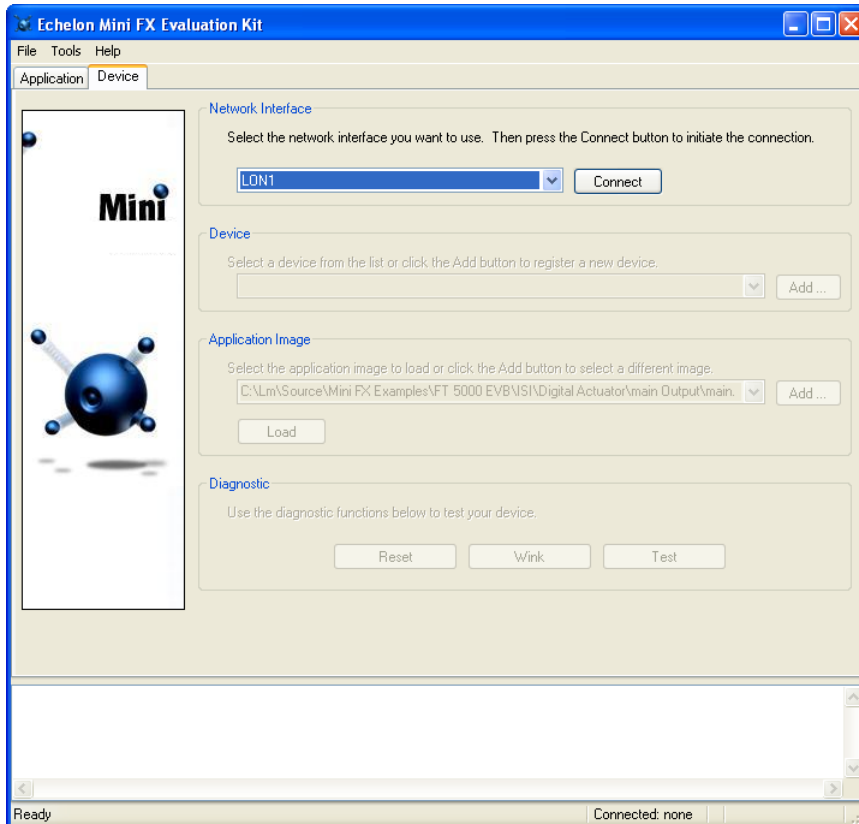 Echelon Mini FX Evaluation Kit
File Tools Help
Application Device
Mini
Network Interface
Select the network interface you want to use. Then press the Connect button to initiate the connection.
LON1 Connect
Device
Select a device from the list or click the Add button to register a new device.
Add ...
Application Image
Select the application image to load or click the Add button to select a different image.
C:\Lm\Source\Mini FX Examples\FT 5000 EVB\ISI\Digital Actuator\main Output\main. Add ...
Load
Diagnostic
Use the diagnostic functions below to test your device.
Reset Wink Test
Ready Connected: none